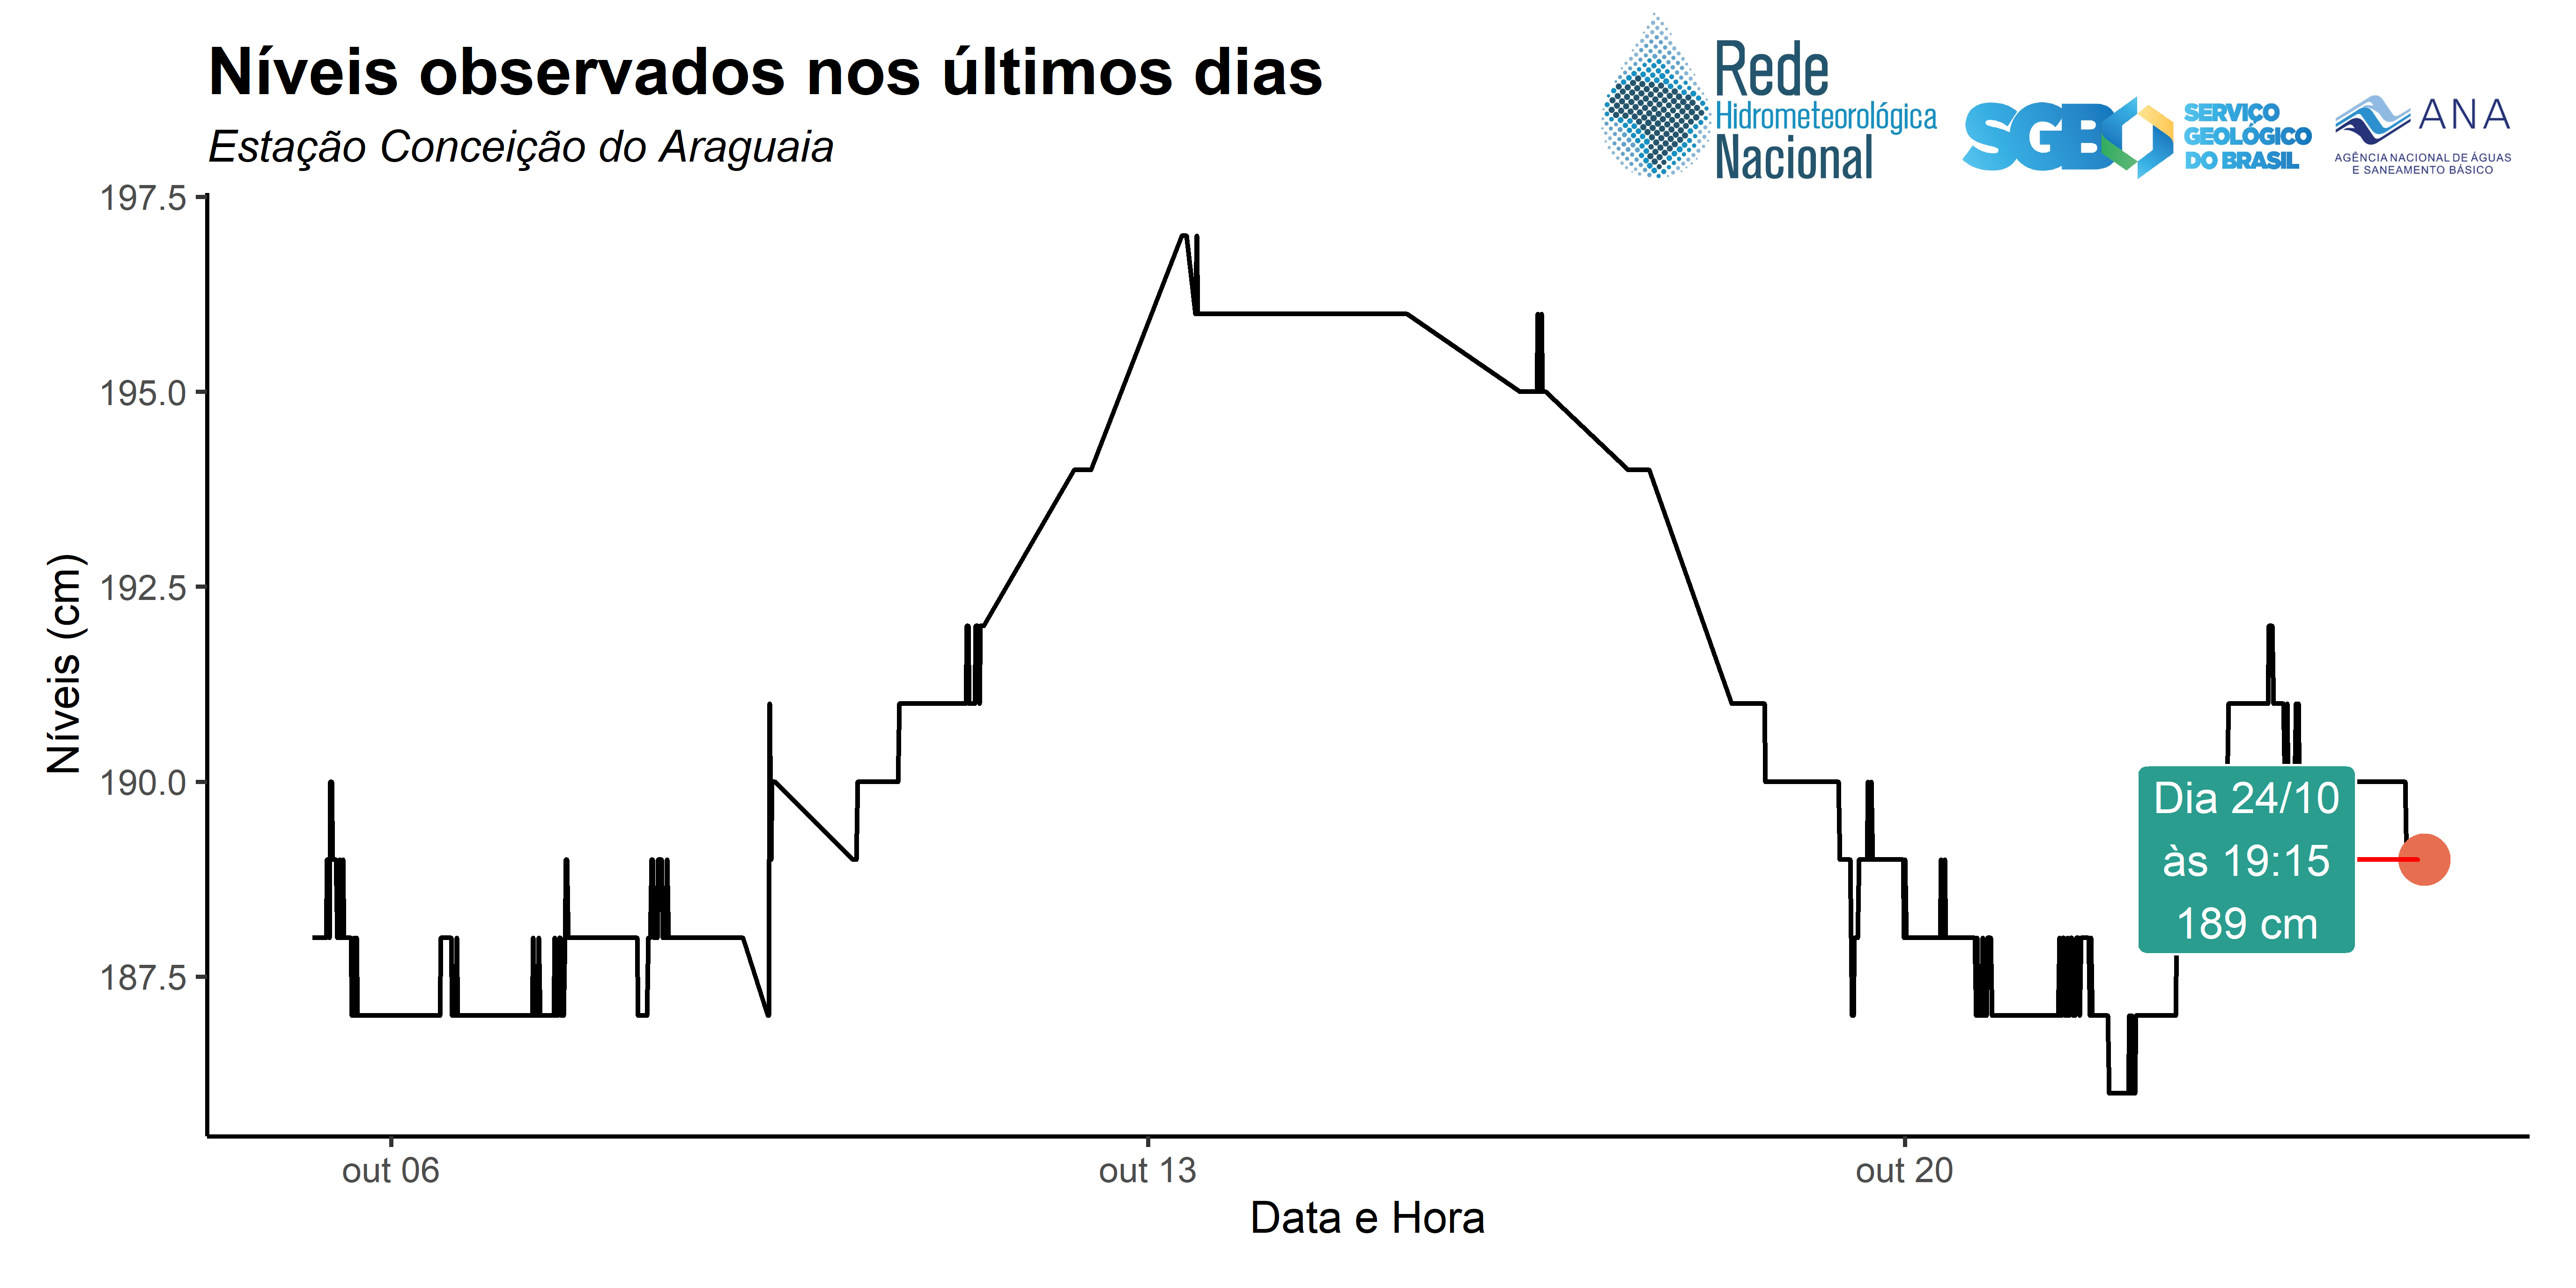 Níveis observados nos últimos dias
Estação Conceição do Araguaia
Rede
Hidrometeorológica
Nacional
SGB
SERVIÇO
GEOLÓGICO
DO BRASIL
ANA
AGÊNCIA NACIONAL DE ÁGUAS
E SANEAMENTO BÁSICO
197.5
195.0
192.5
190.0
187.5
Níveis (cm)
Dia 24/10
às 19:15
189 cm
out 06
out 13
out 20
Data e Hora